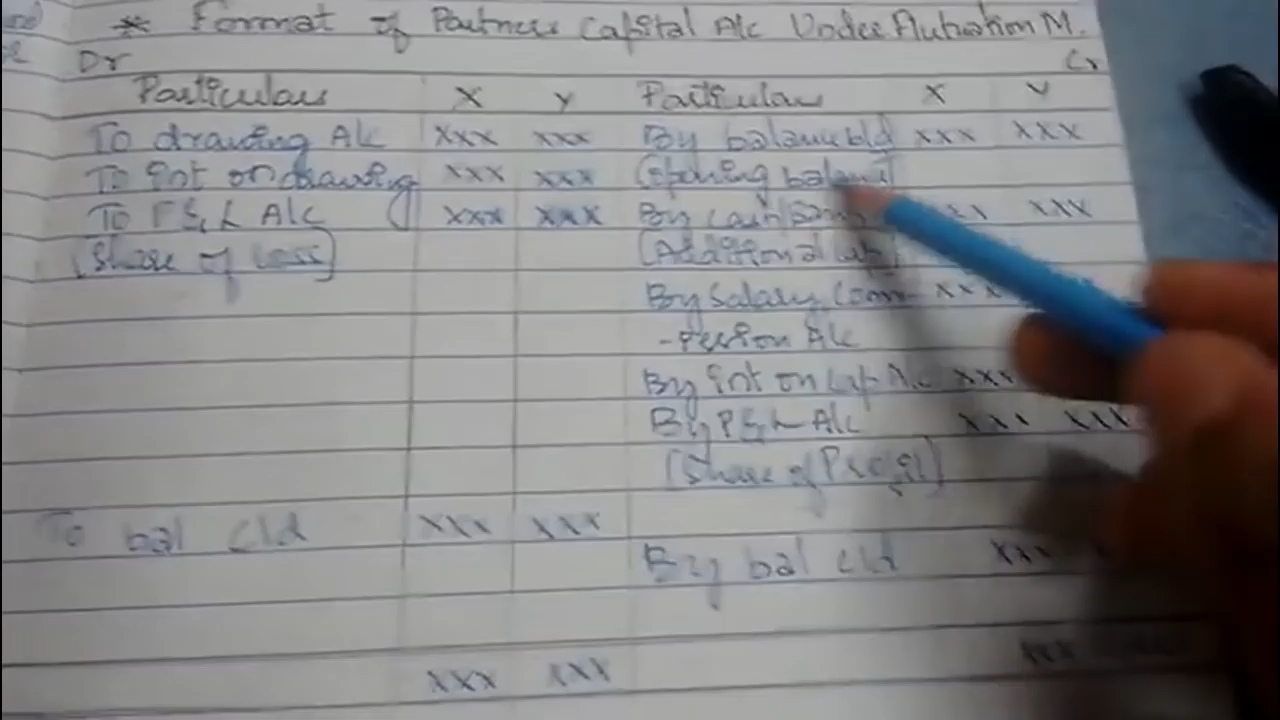 * Format of Partners Capital A/c Under Fluctuation M.
Dr Cr
Particulars X Y Particulars X Y
To drawing A/c xxx xxx By balance b/d xxx xxx
To int on drawing xxx xxx (Opening balance)
To P&L A/c xxx xxx By cash xxx
(Share of Loss) (Additional cap)
By Salary, Comm xxx
A/c
By int on cap A/c xxx
By P&L A/c xxx xxx
(Share of Profit)
To bal c/d xxx xxx
By bal c/d xxx
xxx xxx xxx